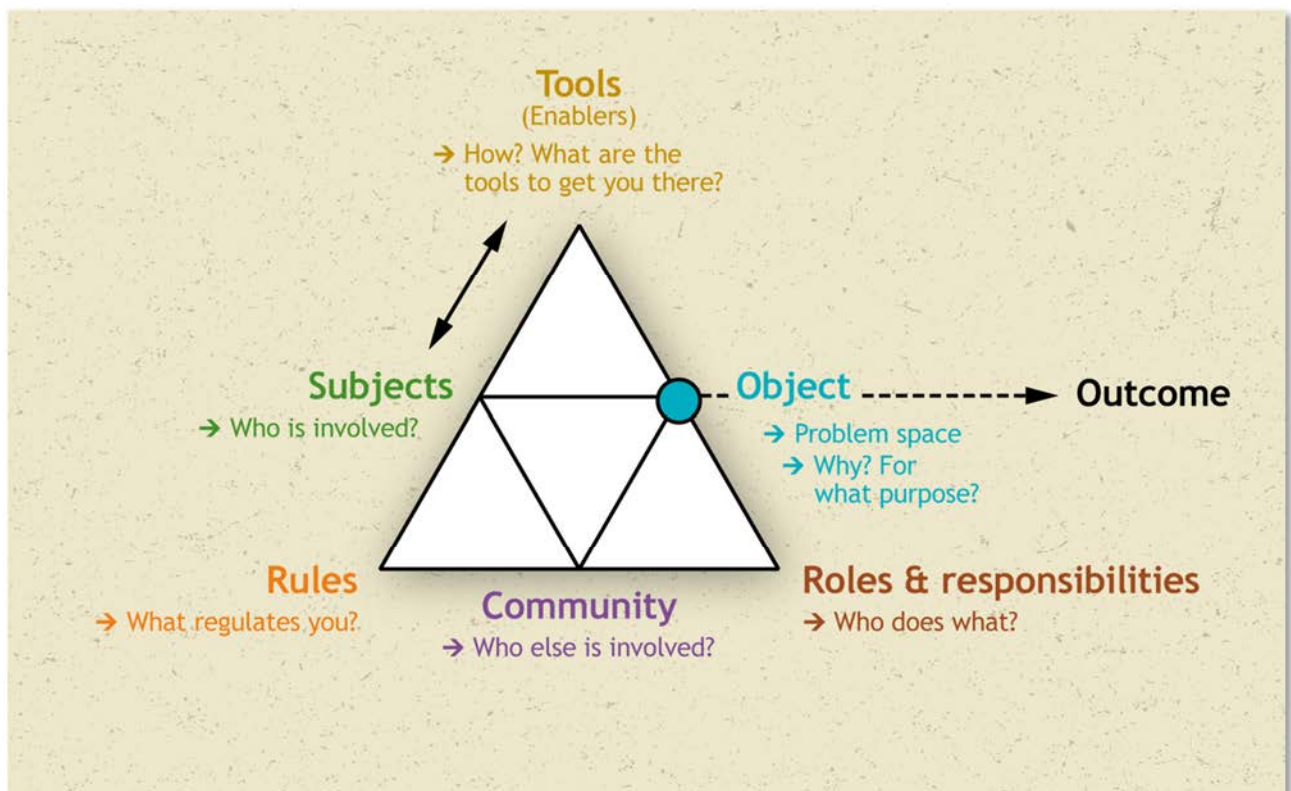 Tools
(Enablers)
→ How? What are the
tools to get you there?
Subjects
→ Who is involved?
Object
→ Problem space
→ Why? For
what purpose?
Outcome
Rules
→ What regulates you?
Community
→ Who else is involved?
Roles & responsibilities
→ Who does what?